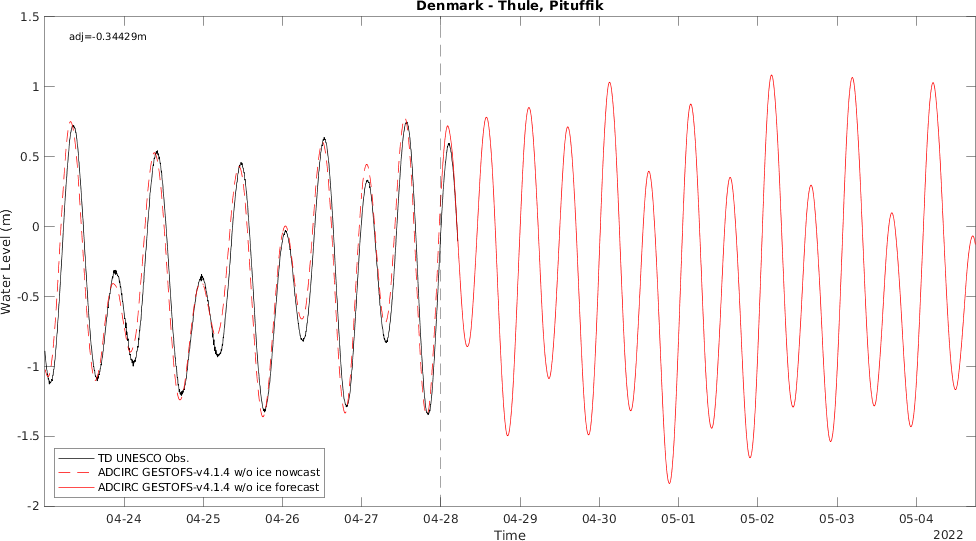 Denmark - Thule, Pituffik
adj=-0.34429m
1.5
1
0.5
0
-0.5
-1
-1.5
-2
Water Level (m)
TD UNESCO Obs.
ADCIRC GESTOFS-v4.1.4 w/o ice nowcast
ADCIRC GESTOFS-v4.1.4 w/o ice forecast
04-24 04-25 04-26 04-27 04-28 04-29 04-30 05-01 05-02 05-03 05-04
Time
2022